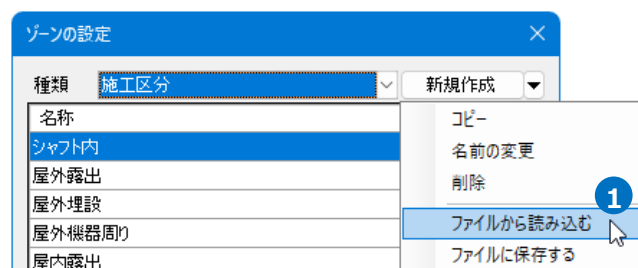 ゾーンの設定
種類 施工区分 新規作成
名称
シャフト内
屋外露出
屋外埋設
屋外機器周り
屋内露出
コピー
名前の変更
削除
1
ファイルから読み込む
ファイルに保存する